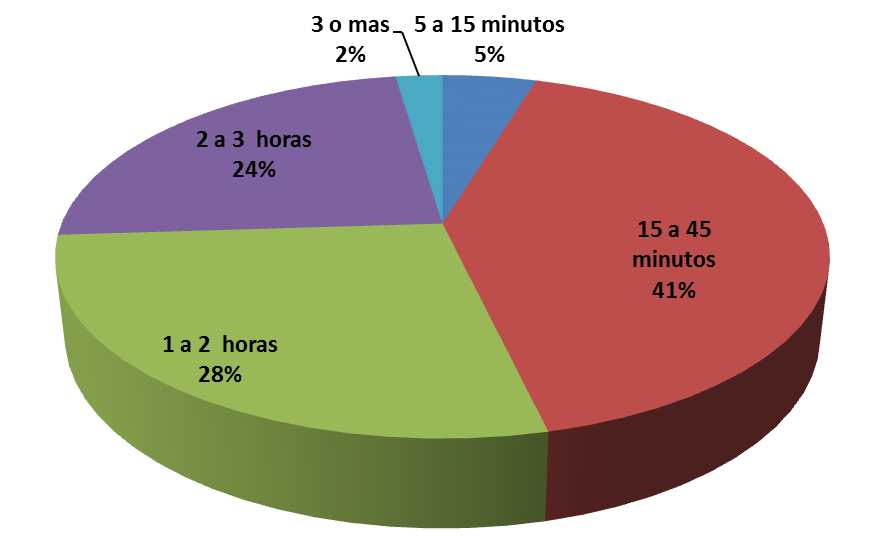 3 o mas
2%
5 a 15 minutos
5%
2 a 3 horas
24%
15 a 45
minutos
41%
1 a 2 horas
28%